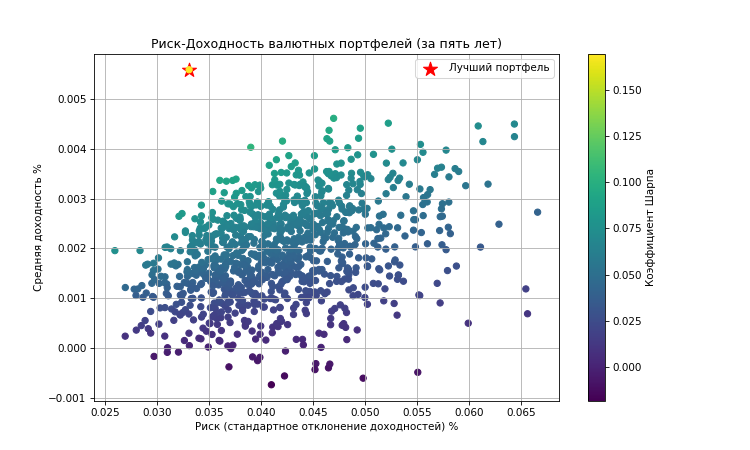 Риск-Доходность валютных портфелей (за пять лет)
Лучший портфель
Средняя доходность %
0.005
0.004
0.003
0.002
0.001
0.000
−0.001
0.025 0.030 0.035 0.040 0.045 0.050 0.055 0.060 0.065
Риск (стандартное отклонение доходностей) %
0.150
0.125
0.100
0.075
0.050
0.025
0.000
Коэффициент Шарпа